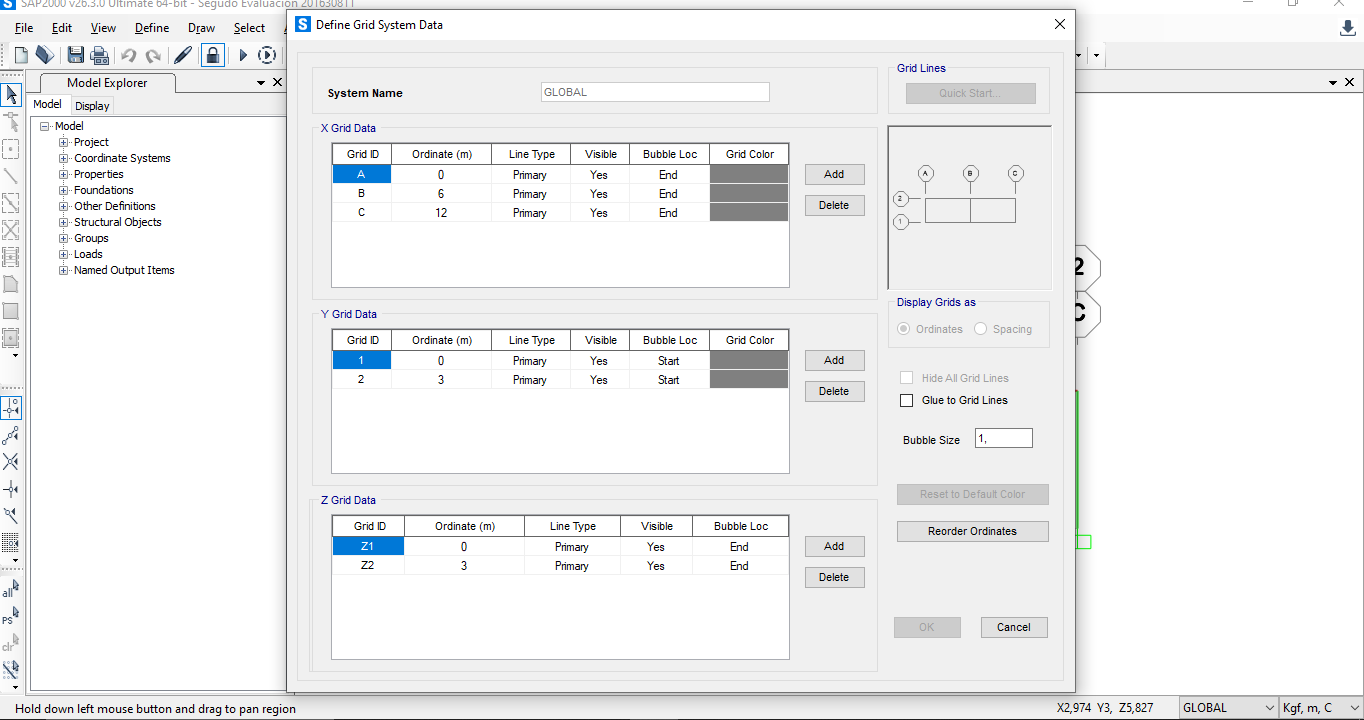 SAP2000 v26.3.0 Ultimate 64-bit - Segudo Evaluacion 20163081
File Edit View Define Draw Select
Define Grid System Data
Model Explorer
Model Display
Model
Project
Coordinate Systems
Properties
Foundations
Other Definitions
Structural Objects
Groups
Loads
Named Output Items
all
PS
clr
System Name GLOBAL
X Grid Data
Grid ID Ordinate (m) Line Type Visible Bubble Loc Grid Color
A 0 Primary Yes End
B 6 Primary Yes End
C 12 Primary Yes End
Add
Delete
Y Grid Data
Grid ID Ordinate (m) Line Type Visible Bubble Loc Grid Color
1 0 Primary Yes Start
2 3 Primary Yes Start
Add
Delete
Z Grid Data
Grid ID Ordinate (m) Line Type Visible Bubble Loc
Z1 0 Primary Yes End
Z2 3 Primary Yes End
Add
Delete
Grid Lines
Quick Start...
A B C
2
1
Display Grids as
Ordinates Spacing
Hide All Grid Lines
Glue to Grid Lines
Bubble Size 1,
Reset to Default Color
Reorder Ordinates
OK Cancel
2
C
Hold down left mouse button and drag to pan region
X2,974 Y3, Z5,827 GLOBAL Kgf, m, C